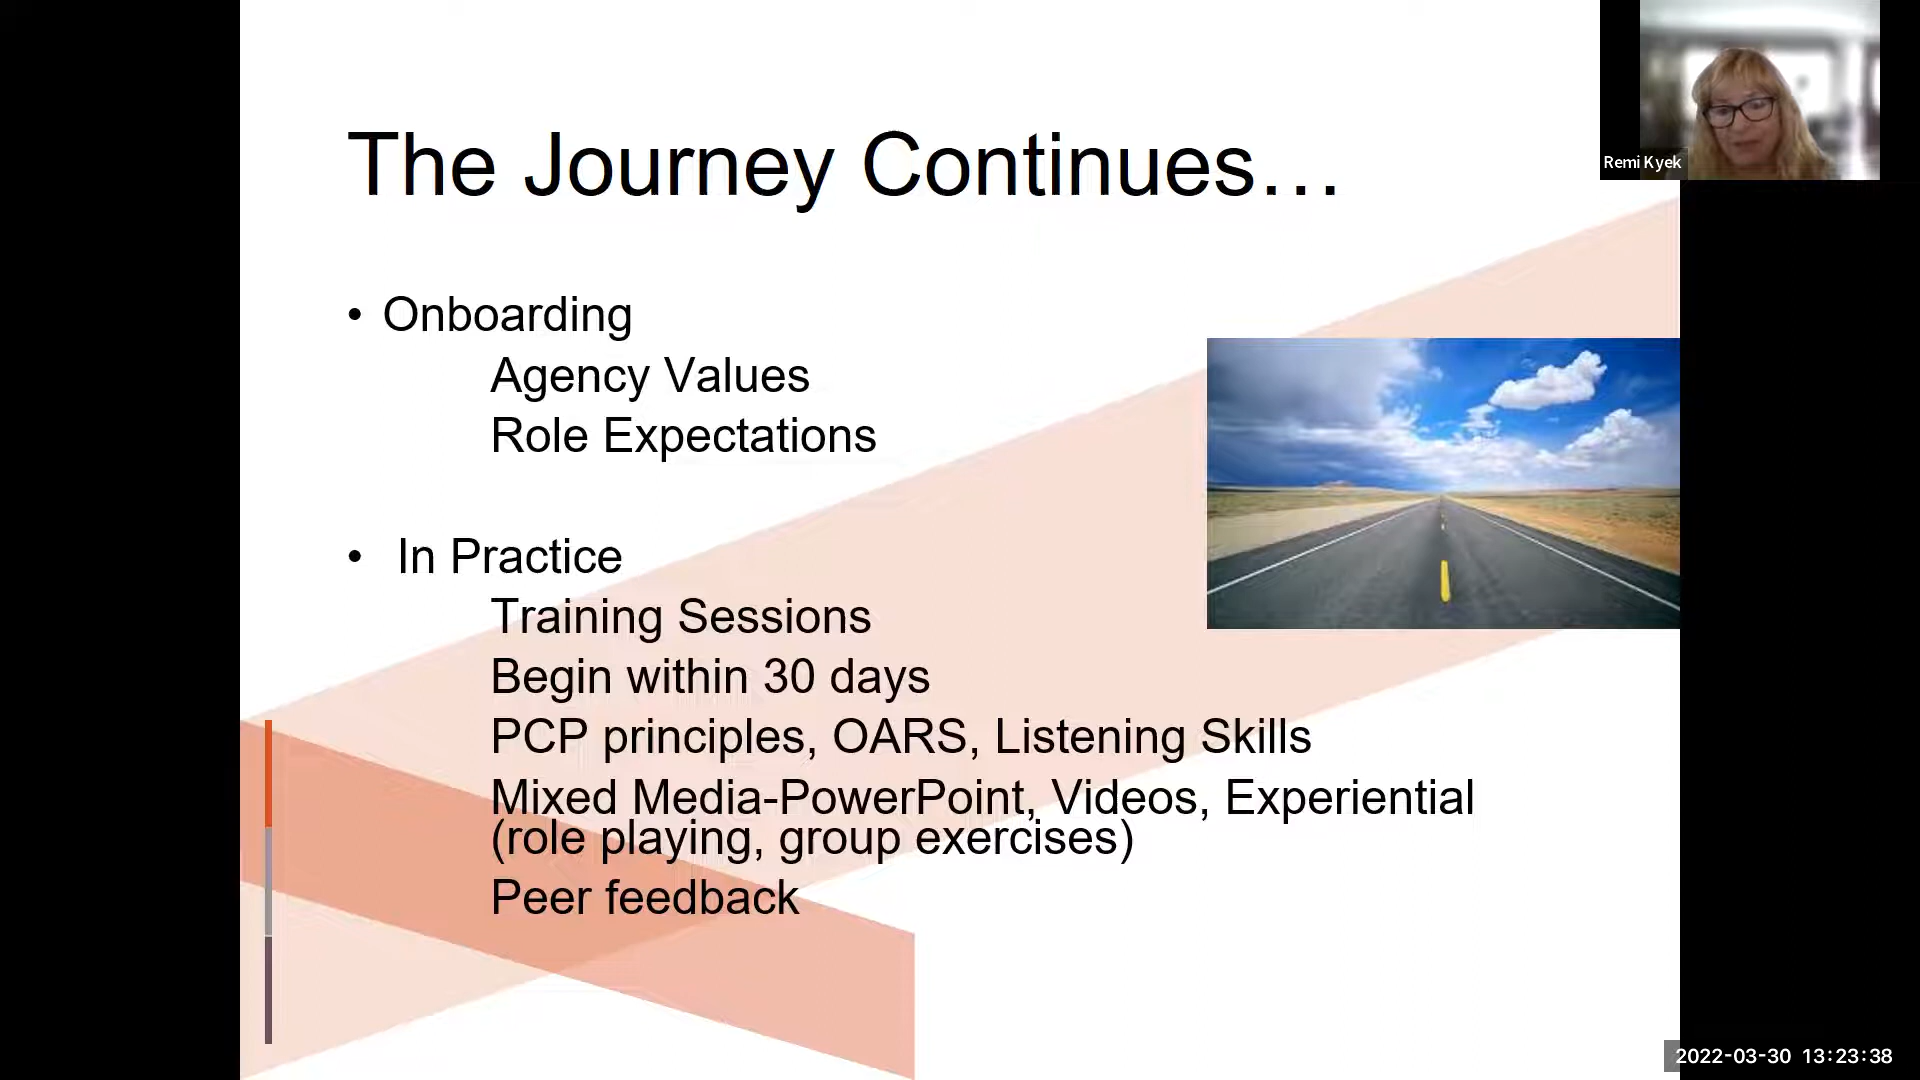 The Journey Continues…
Remi Kyek
• Onboarding
Agency Values
Role Expectations
• In Practice
Training Sessions
Begin within 30 days
PCP principles, OARS, Listening Skills
Mixed Media-PowerPoint, Videos, Experiential
(role playing, group exercises)
Peer feedback
2022-03-30 13:23:38